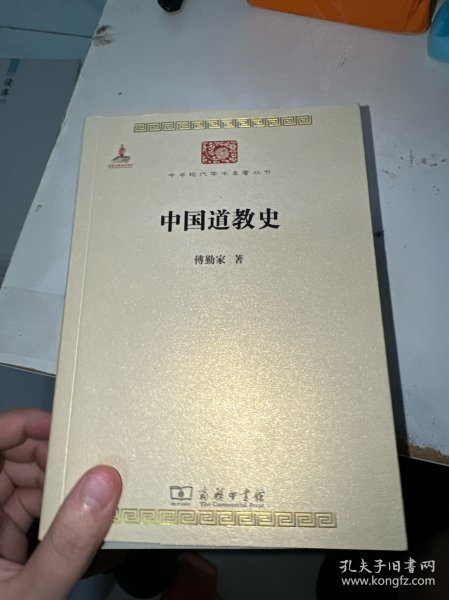 中华现代学术名著丛书
中国道教史
傅勤家 著
商务印书馆
The Commercial Press
孔夫子旧书网
www.kongfz.com